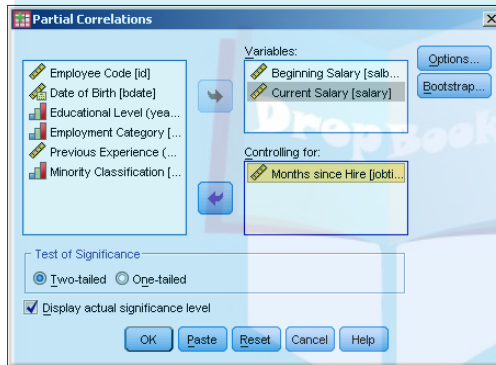 Partial Correlations
Employee Code [id]
Date of Birth [bdate]
Educational Level (yea...
Employment Category [...
Previous Experience (...
Minority Classification [...
Variables:
Beginning Salary [salb...
Current Salary [salary]
Controlling for:
Months since Hire [jobti...
Options...
Bootstrap...
Test of Significance
Two-tailed
One-tailed
Display actual significance level
OK
Paste
Reset
Cancel
Help
Drop Book